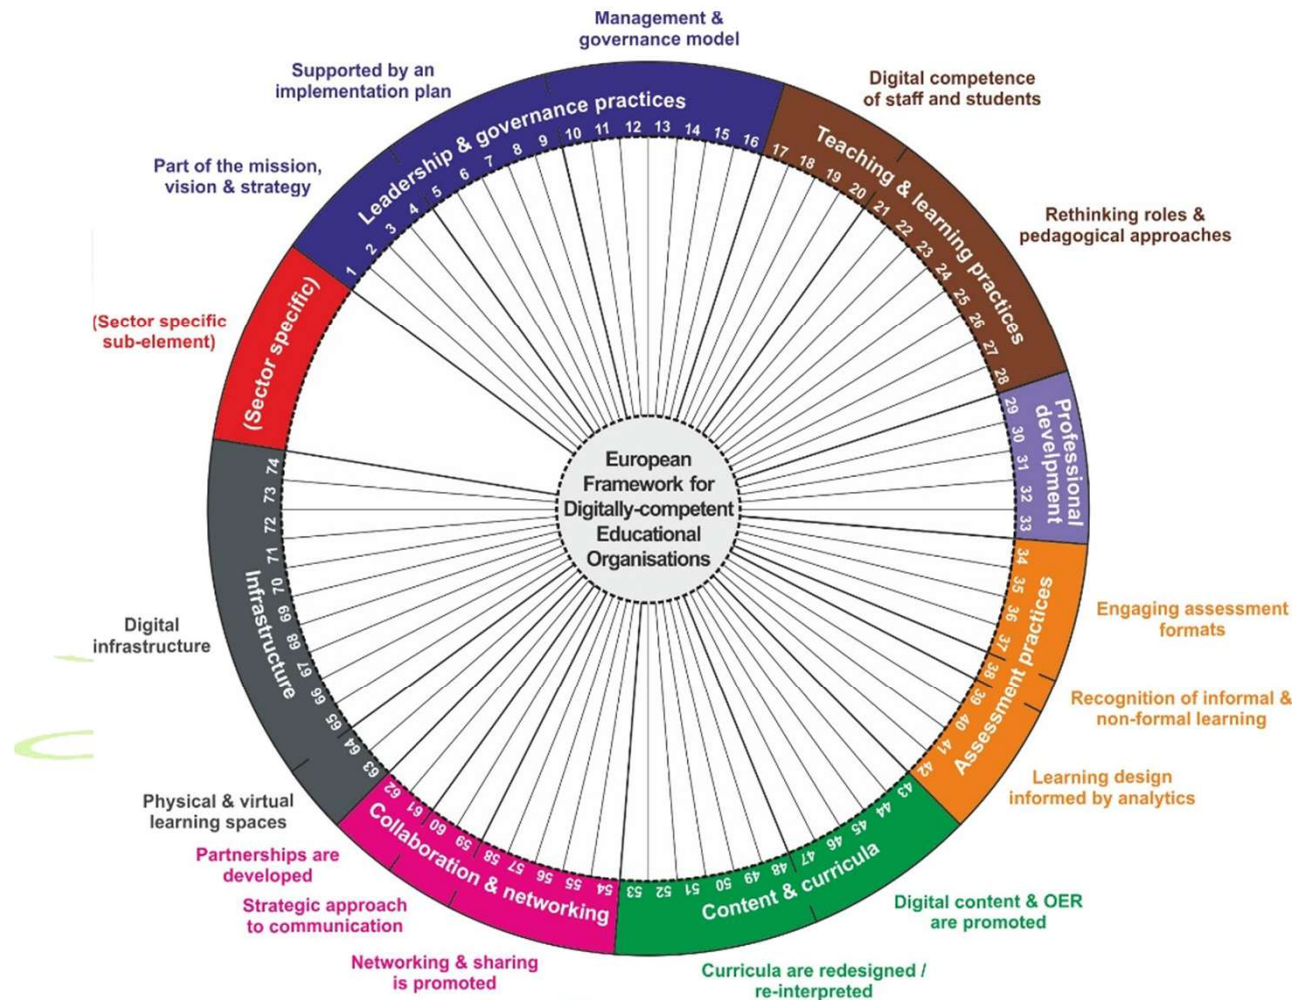 Management &
governance model
Supported by an
implementation plan
Digital competence
of staff and students
Part of the mission,
vision & strategy
Rethinking roles &
pedagogical approaches
(Sector specific
sub-element)
Leadership & governance practices
Teaching & learning practices
Professional
develpment
Assessment practices
Content & curricula
Collaboration & networking
Infrastructure
(Sector specific)
1 2 3 4 5 6 7 8 9 10 11 12 13 14 15 16
17 18 19 20 21 22 23 24 25 26 27 28
29 30 31 32 33
34 35 36 37 38 39 40 41 42
43 44 45 46 47 48 49 50 51 52 53
54 55 56 57 58 59 60 61 62
63 64 65 66 67 68 69 70 71 72 73 74
European
Framework for
Digitally-competent
Educational
Organisations
Engaging assessment
formats
Recognition of informal &
non-formal learning
Learning design
informed by analytics
Digital content & OER
are promoted
Curricula are redesigned /
re-interpreted
Networking & sharing
is promoted
Strategic approach
to communication
Partnerships are
developed
Physical & virtual
learning spaces
Digital
infrastructure